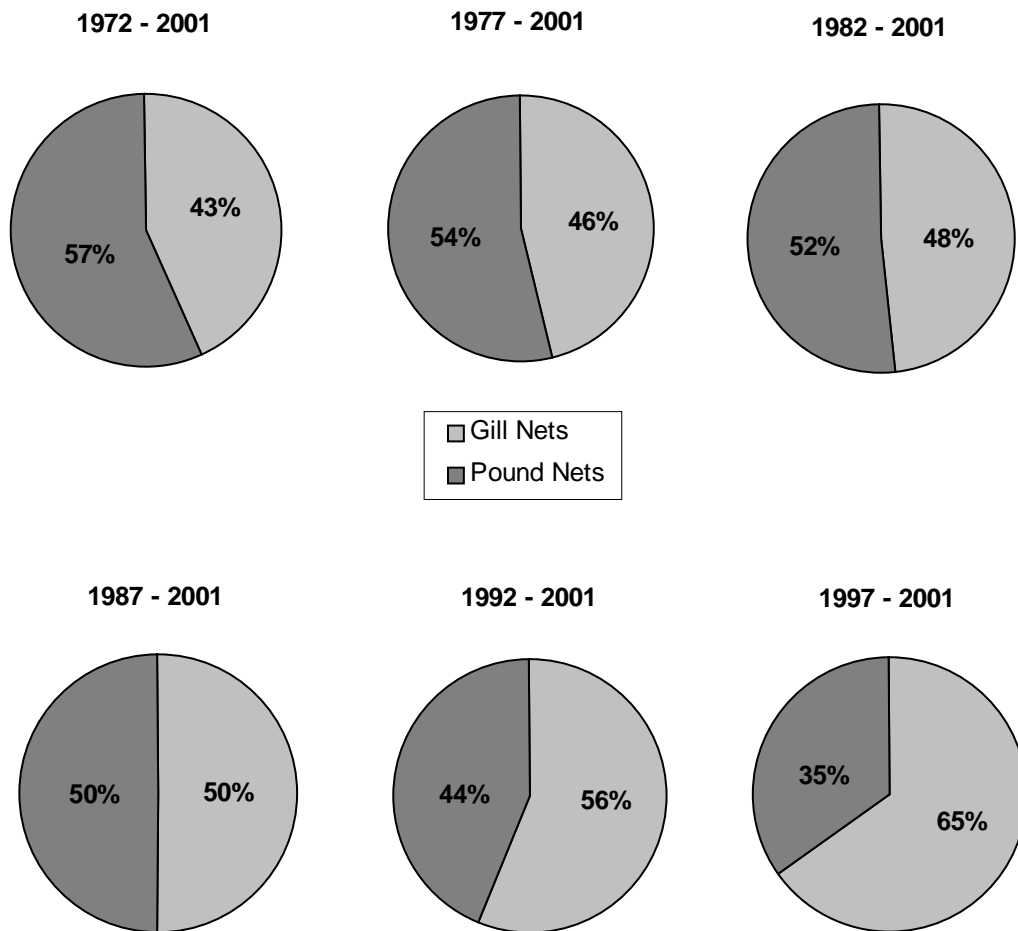 1972 - 2001
1977 - 2001
1982 - 2001
43%
57%
46%
54%
48%
52%
Gill Nets
Pound Nets
1987 - 2001
1992 - 2001
1997 - 2001
50%
50%
44%
56%
35%
65%